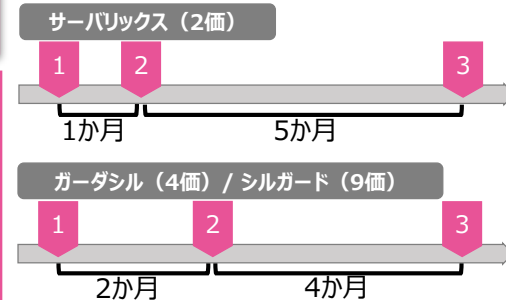 サーバリックス（2価）
1 2 3
1か月 5か月
ガーダシル（4価）/ シルガード（9価）
1 2 3
2か月 4か月